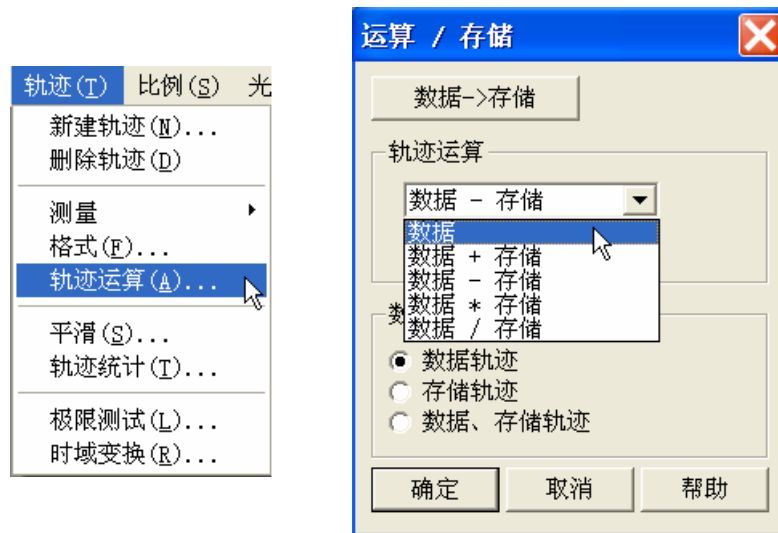 轨迹(T) 比例(S) 光
新建轨迹(N)...
删除轨迹(D)
测量
格式(F)...
轨迹运算(A)...
平滑(S)...
轨迹统计(T)...
极限测试(L)...
时域变换(R)...
运算 / 存储
数据->存储
轨迹运算
数据 - 存储
数据
数据 + 存储
数据 - 存储
数据 * 存储
数据 / 存储
数据轨迹
存储轨迹
数据、存储轨迹
确定 取消 帮助